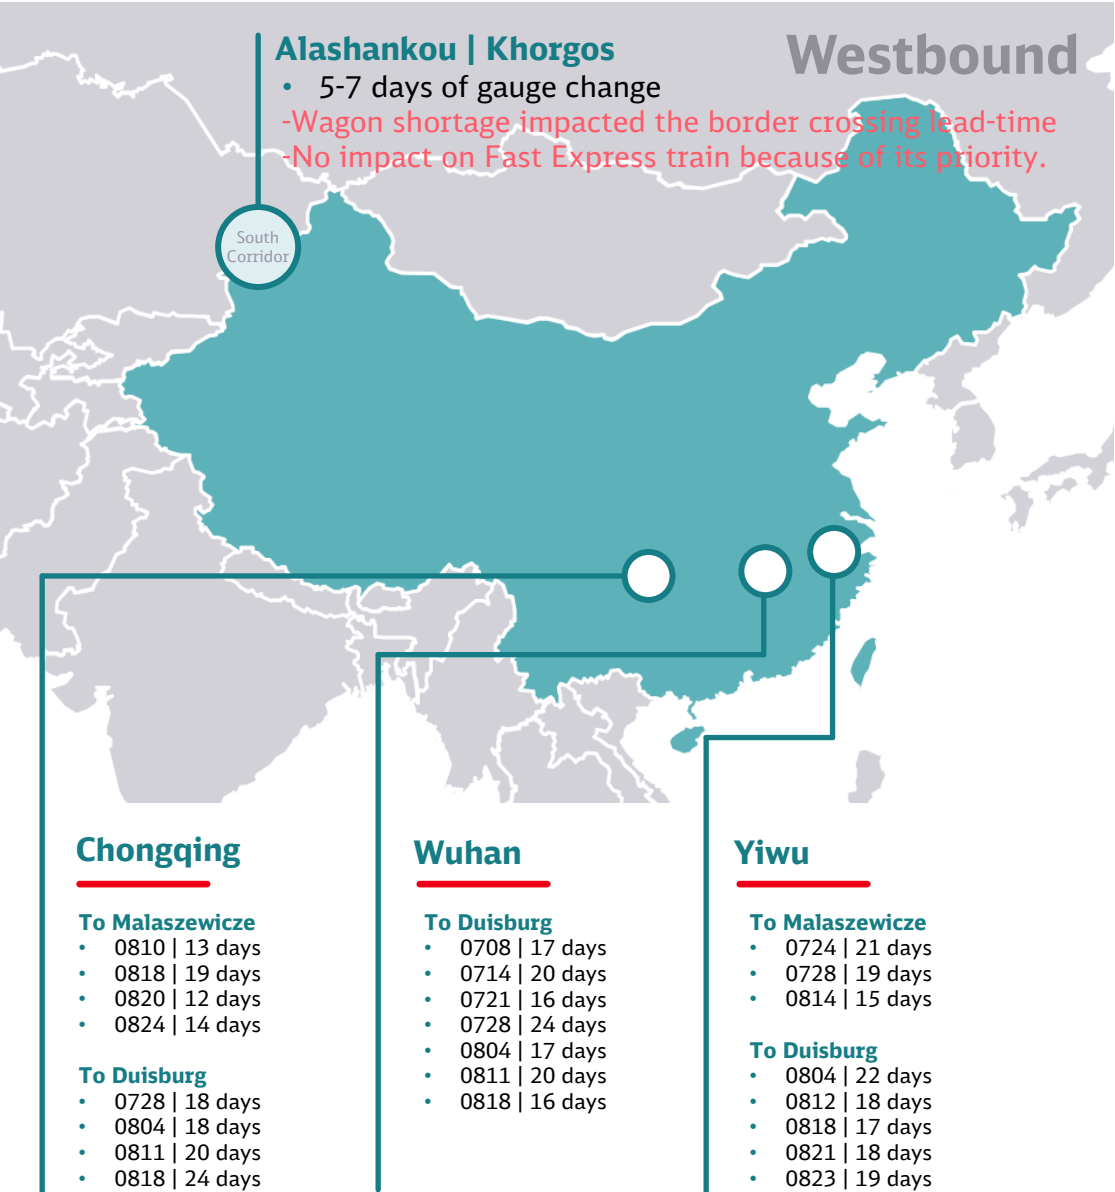 Westbound
Alashankou | Khorgos
• 5-7 days of gauge change
-Wagon shortage impacted the border crossing lead-time
-No impact on Fast Express train because of its priority.
South
Corridor
Chongqing
To Malaszewicze
• 0810 | 13 days
• 0818 | 19 days
• 0820 | 12 days
• 0824 | 14 days
To Duisburg
• 0728 | 18 days
• 0804 | 18 days
• 0811 | 20 days
• 0818 | 24 days
Wuhan
To Duisburg
• 0708 | 17 days
• 0714 | 20 days
• 0721 | 16 days
• 0728 | 24 days
• 0804 | 17 days
• 0811 | 20 days
• 0818 | 16 days
Yiwu
To Malaszewicze
• 0724 | 21 days
• 0728 | 19 days
• 0814 | 15 days
To Duisburg
• 0804 | 22 days
• 0812 | 18 days
• 0818 | 17 days
• 0821 | 18 days
• 0823 | 19 days